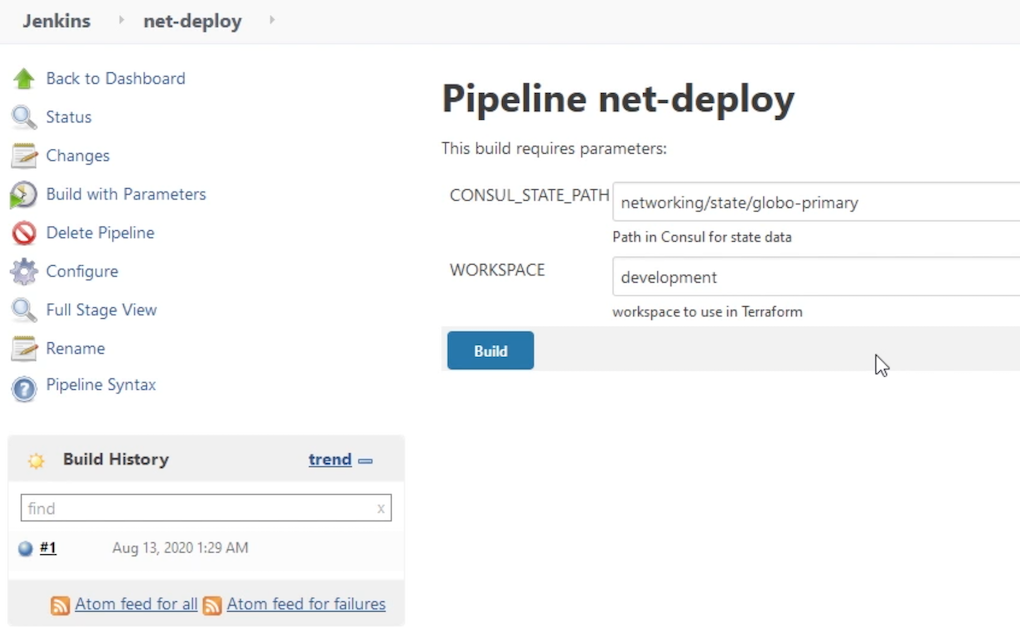 Jenkins net-deploy
Back to Dashboard
Status
Changes
Build with Parameters
Delete Pipeline
Configure
Full Stage View
Rename
Pipeline Syntax
Build History trend
find x
#1 Aug 13, 2020 1:29 AM
Atom feed for all Atom feed for failures
Pipeline net-deploy
This build requires parameters:
CONSUL_STATE_PATH networking/state/globo-primary
Path in Consul for state data
WORKSPACE development
workspace to use in Terraform
Build